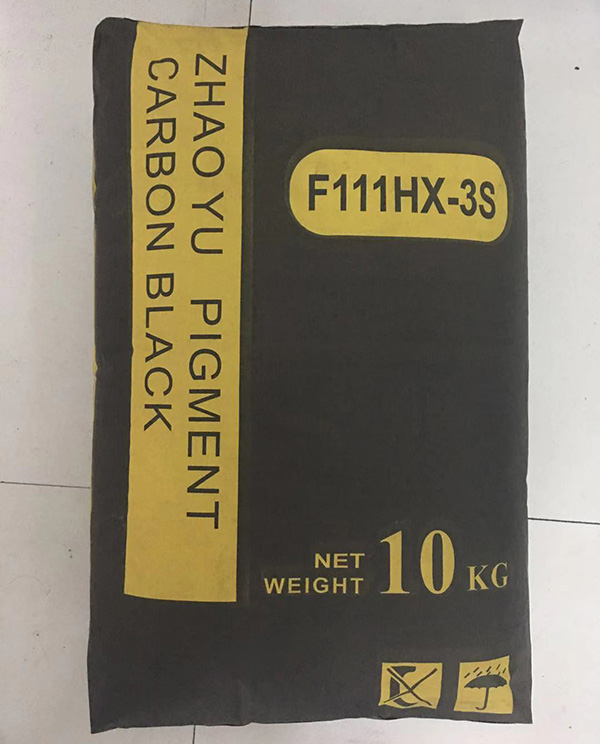 ZHAO YU PIGMENT
CARBON BLACK
F111HX-3S
NET
WEIGHT 10 KG